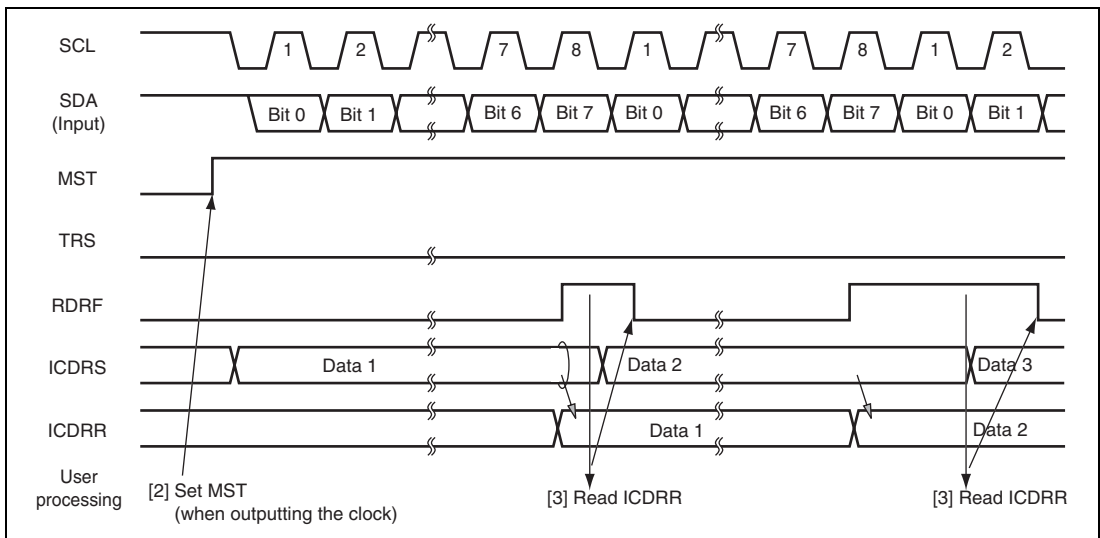 SCL
1
2
7
8
1
7
8
1
2
SDA
(Input)
Bit 0
Bit 1
Bit 6
Bit 7
Bit 0
Bit 6
Bit 7
Bit 0
Bit 1
MST
TRS
RDRF
ICDRS
Data 1
Data 2
Data 3
ICDRR
Data 1
Data 2
User
processing
[2] Set MST
(when outputting the clock)
[3] Read ICDRR
[3] Read ICDRR